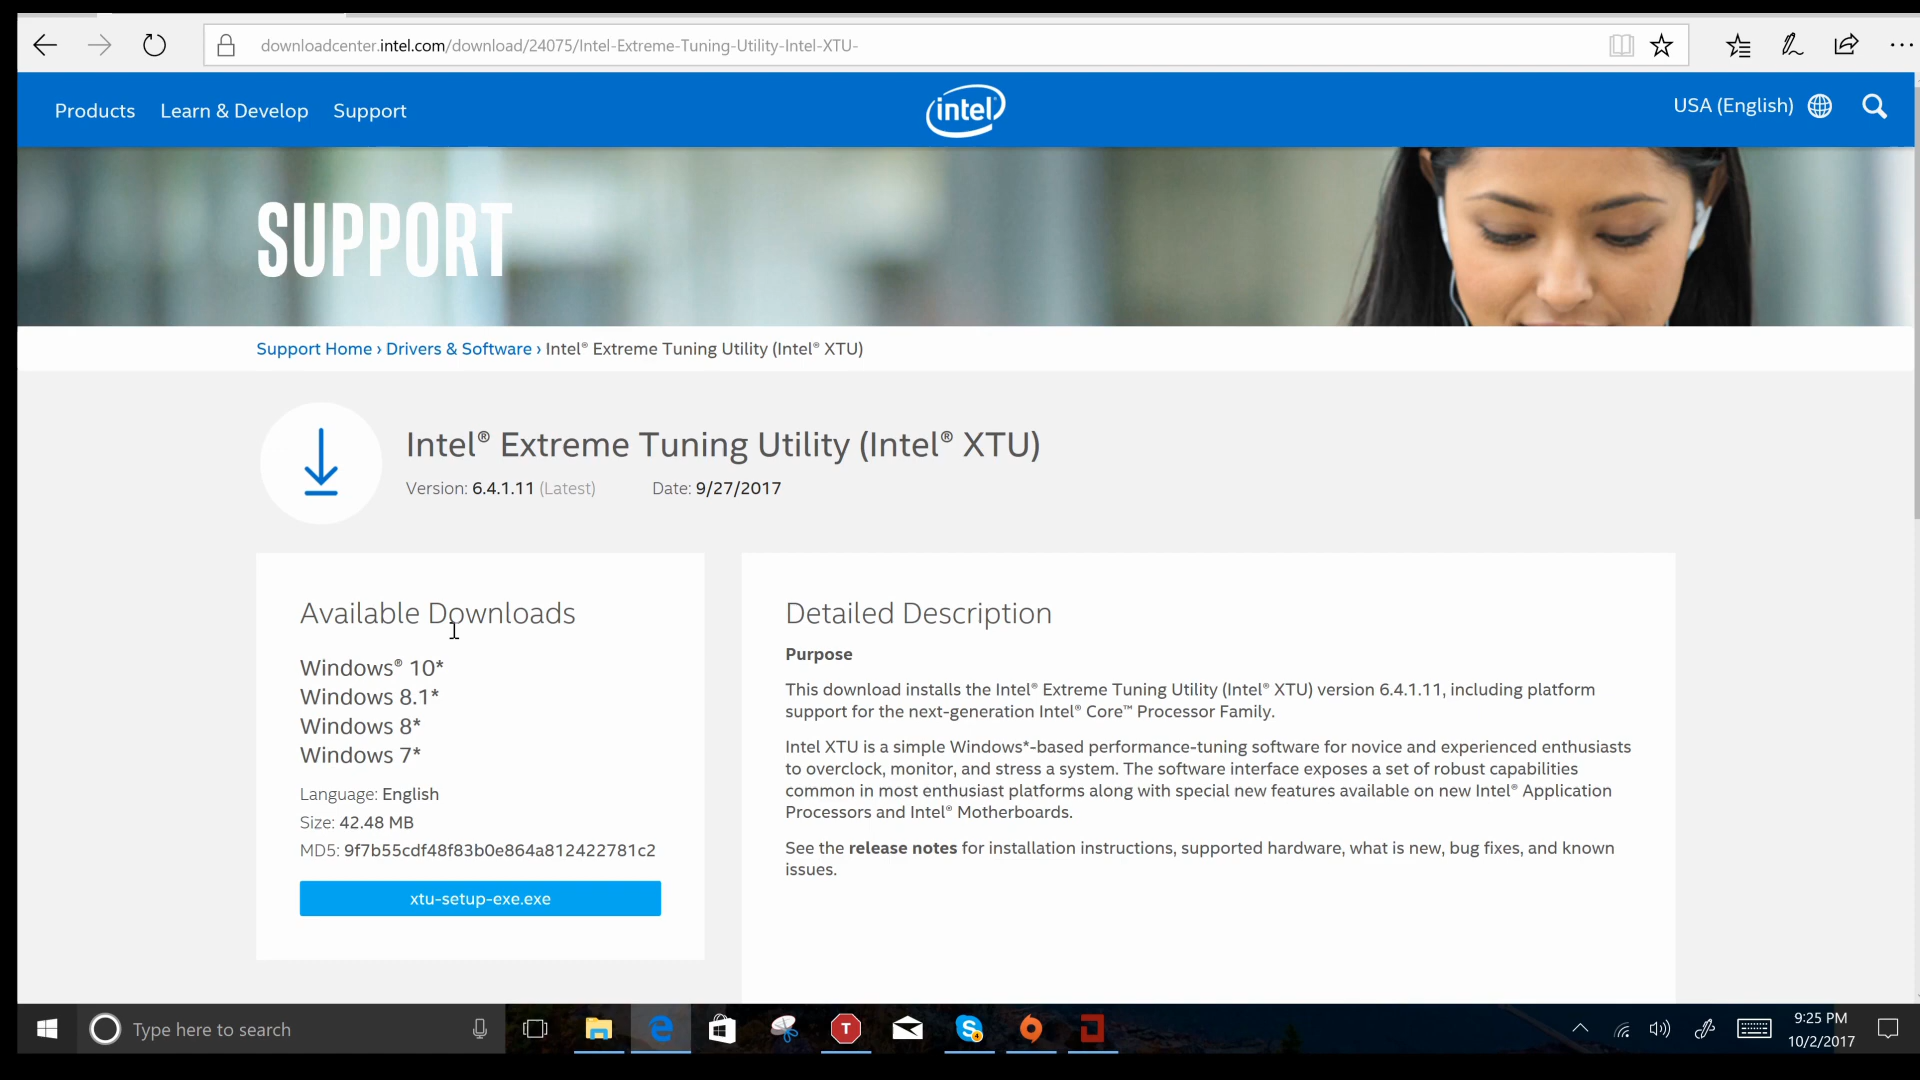 downloadcenter.intel.com/download/24075/Intel-Extreme-Tuning-Utility-Intel-XTU-
Products Learn & Develop Support
intel
USA (English)
SUPPORT
Support Home › Drivers & Software › Intel® Extreme Tuning Utility (Intel® XTU)
Intel® Extreme Tuning Utility (Intel® XTU)
Version: 6.4.1.11 (Latest) Date: 9/27/2017
Available Downloads
Windows® 10*
Windows 8.1*
Windows 8*
Windows 7*
Language: English
Size: 42.48 MB
MD5: 9f7b55cdf48f83b0e864a812422781c2
xtu-setup-exe.exe
Detailed Description
Purpose
This download installs the Intel® Extreme Tuning Utility (Intel® XTU) version 6.4.1.11, including platform
support for the next-generation Intel® Core™ Processor Family.
Intel XTU is a simple Windows*-based performance-tuning software for novice and experienced enthusiasts
to overclock, monitor, and stress a system. The software interface exposes a set of robust capabilities
common in most enthusiast platforms along with special new features available on new Intel® Application
Processors and Intel® Motherboards.
See the release notes for installation instructions, supported hardware, what is new, bug fixes, and known
issues.
Type here to search
T
S
9:25 PM
10/2/2017